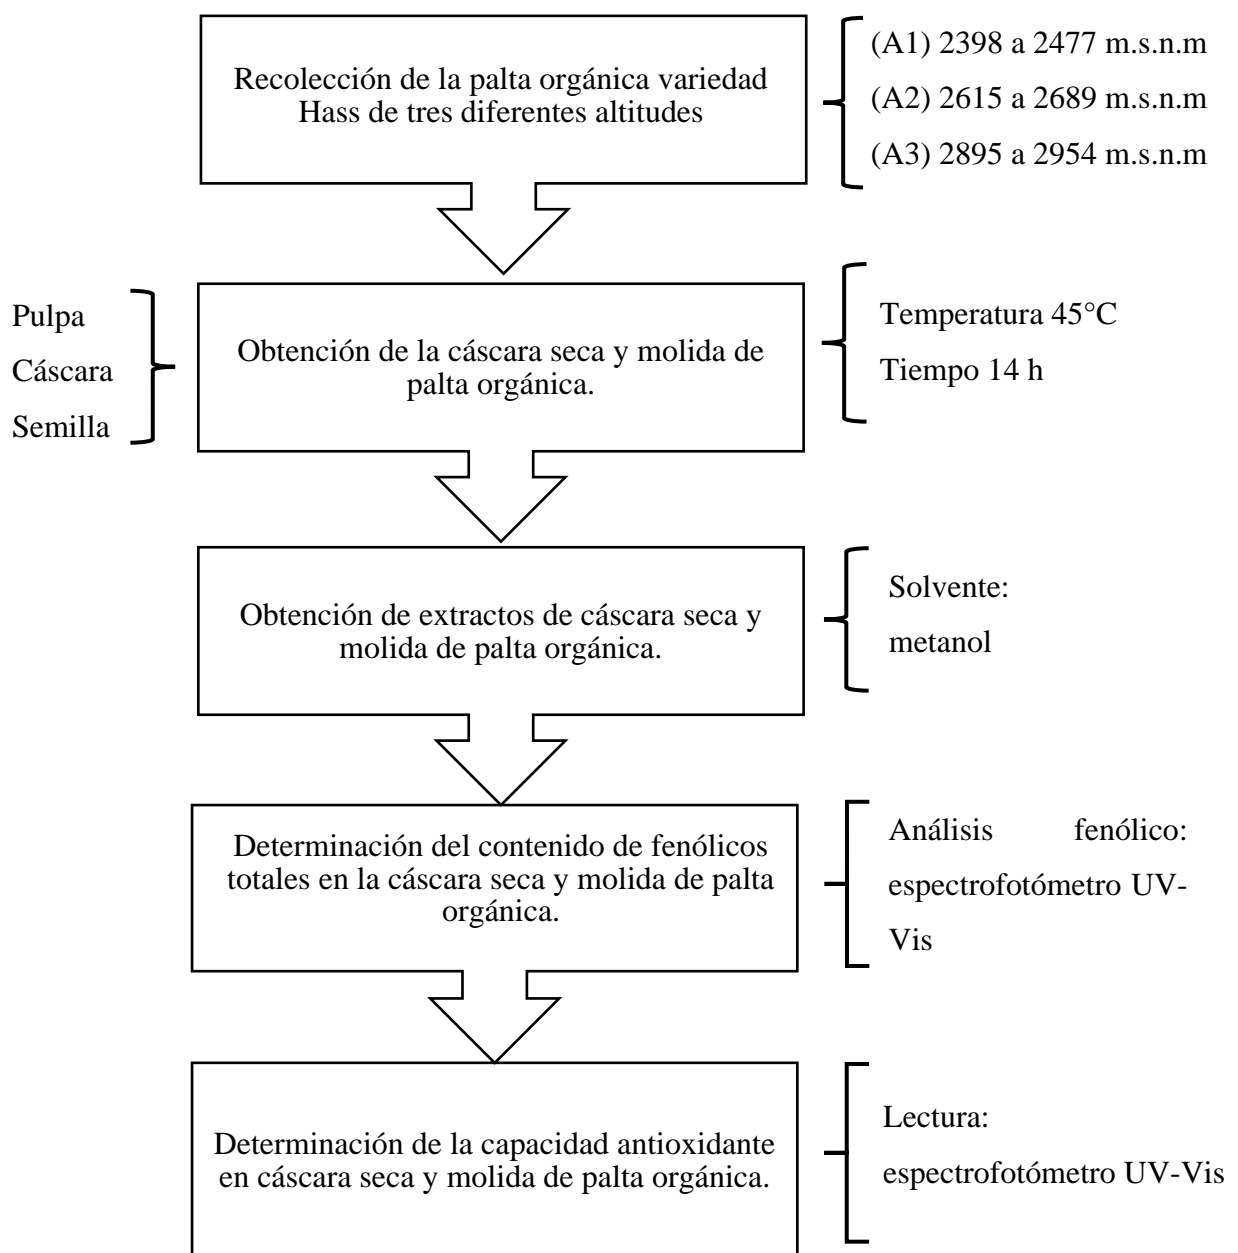 Recolección de la palta orgánica variedad
Hass de tres diferentes altitudes
(A1) 2398 a 2477 m.s.n.m
(A2) 2615 a 2689 m.s.n.m
(A3) 2895 a 2954 m.s.n.m
Pulpa
Cáscara
Semilla
Obtención de la cáscara seca y molida de
palta orgánica.
Temperatura 45°C
Tiempo 14 h
Obtención de extractos de cáscara seca y
molida de palta orgánica.
Solvente:
metanol
Determinación del contenido de fenólicos
totales en la cáscara seca y molida de palta
orgánica.
Análisis fenólico:
espectrofotómetro UV-
Vis
Determinación de la capacidad antioxidante
en cáscara seca y molida de palta orgánica.
Lectura:
espectrofotómetro UV-Vis